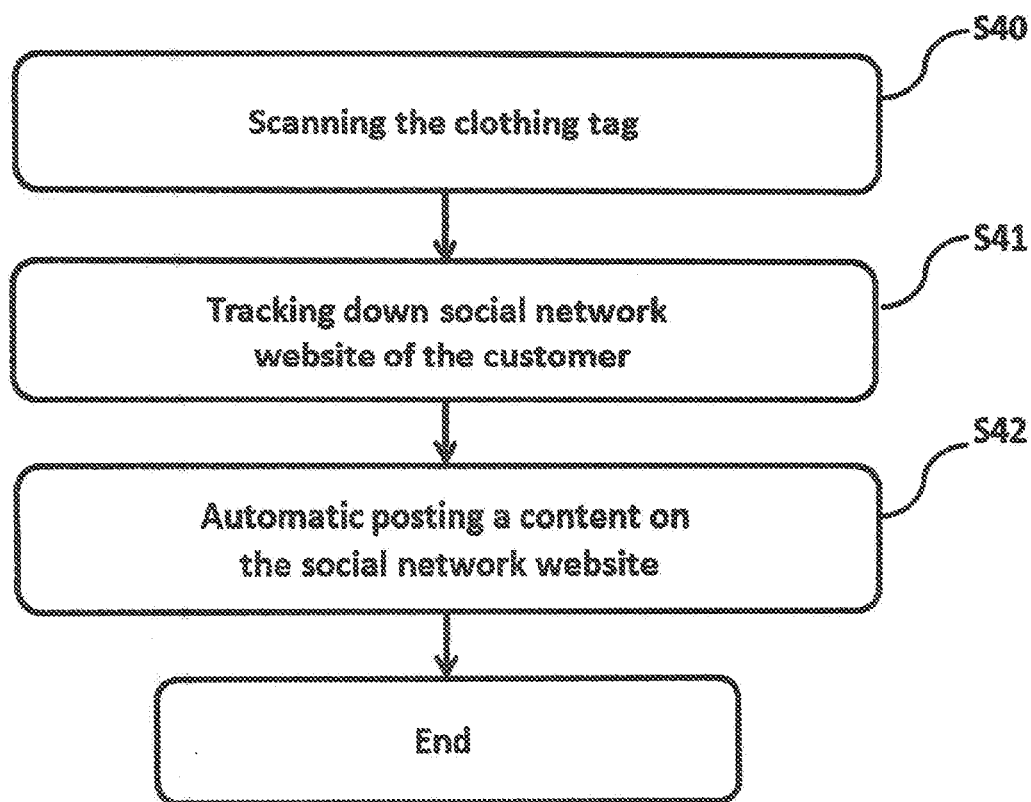 S40
Scanning the clothing tag
S41
Tracking down social network
website of the customer
S42
Automatic posting a content on
the social network website
End